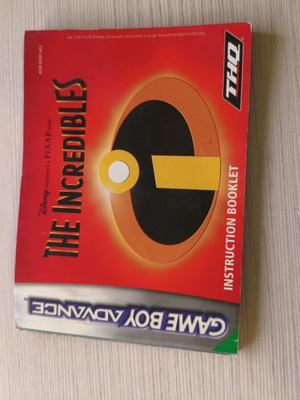 GAME BOY ADVANCE
Disney PRESENTS A PIXAR FILM
THE INCREDIBLES
INSTRUCTION BOOKLET
THQ